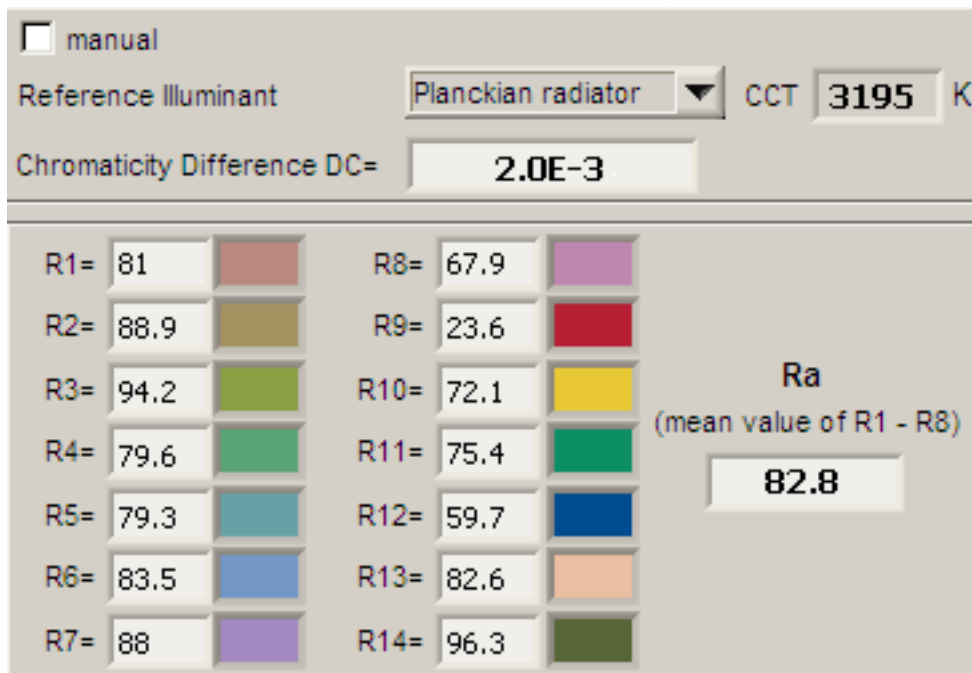 manual
Reference Illuminant Planckian radiator CCT 3195 K
Chromaticity Difference DC= 2.0E-3
R1= 81 R8= 67.9
R2= 88.9 R9= 23.6
R3= 94.2 R10= 72.1
R4= 79.6 R11= 75.4
R5= 79.3 R12= 59.7
R6= 83.5 R13= 82.6
R7= 88 R14= 96.3
Ra
(mean value of R1 - R8)
82.8